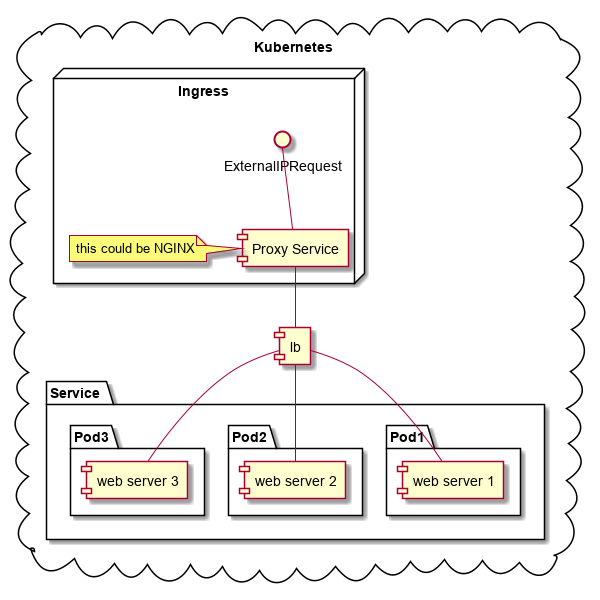 Kubernetes
Ingress
ExternalIPRequest
this could be NGINX
Proxy Service
lb
Service
Pod3
Pod2
Pod1
web server 3
web server 2
web server 1